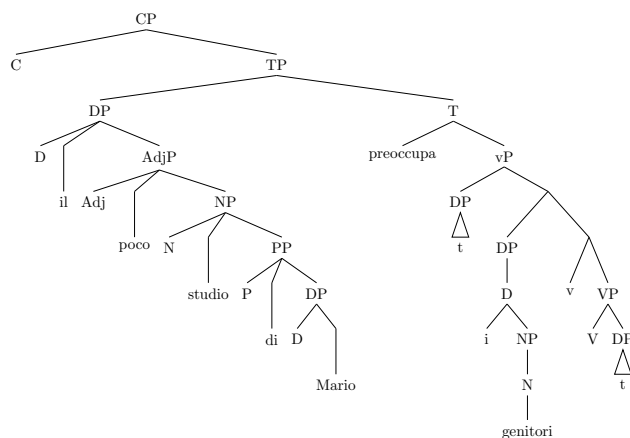 CP
C TP
DP T
D AdjP preoccupa vP
il Adj NP DP
poco N PP t DP
studio P DP D v VP
di D i NP V DP
Mario N t
genitori